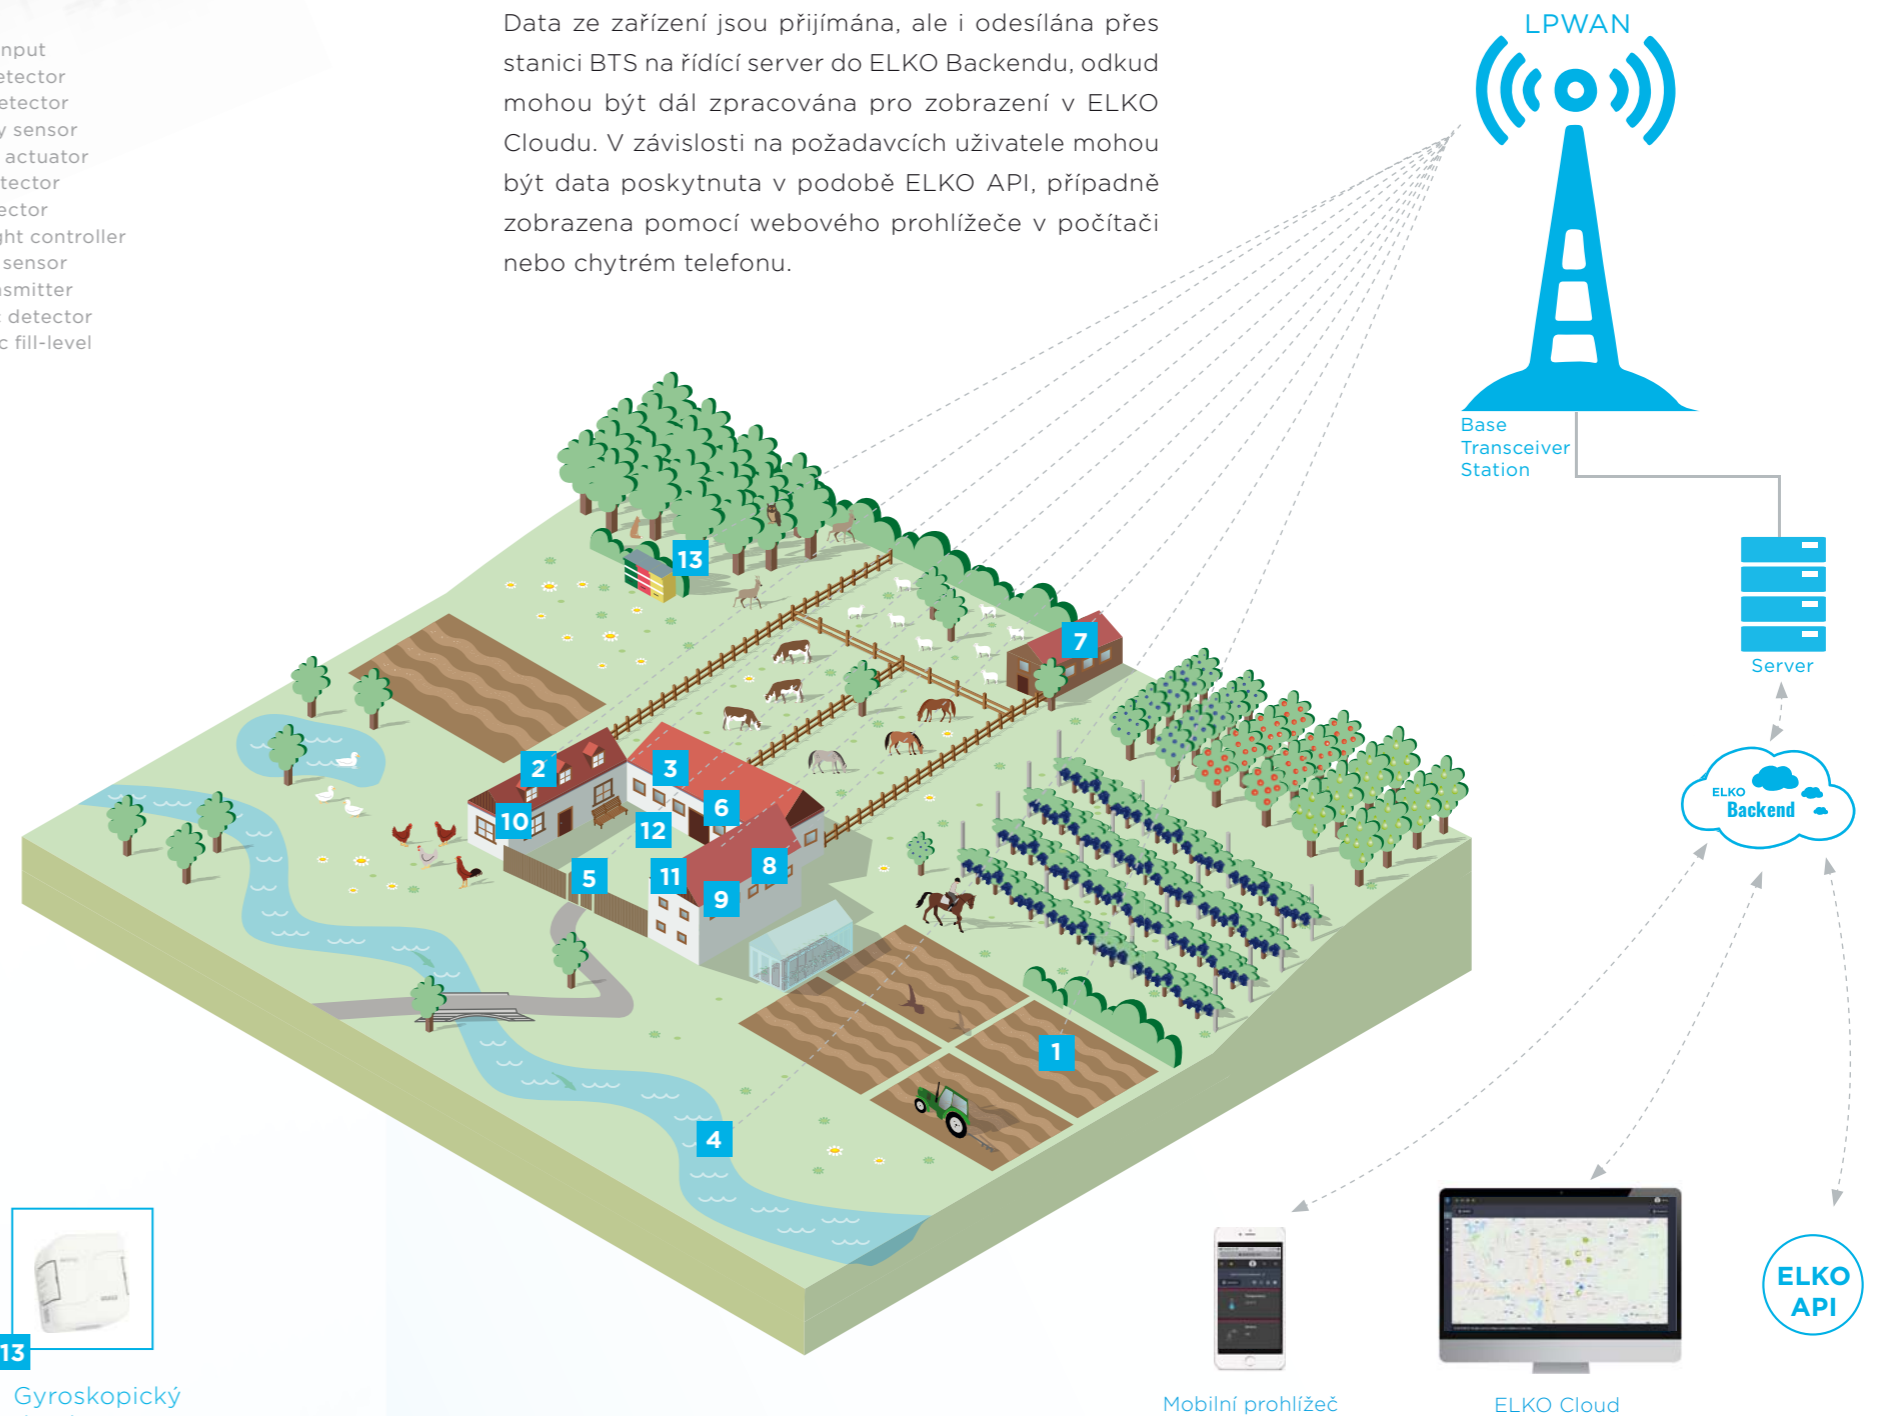 nput
etector
etector
y sensor
actuator
tector
ector
ght controller
sensor
nsmitter
c detector
c fill-level
Data ze zařízení jsou přijímána, ale i odesílána přes
stanici BTS na řídící server do ELKO Backendu, odkud
mohou být dál zpracována pro zobrazení v ELKO
Cloudu. V závislosti na požadavcích uživatele mohou
být data poskytnuta v podobě ELKO API, případně
zobrazena pomocí webového prohlížeče v počítači
nebo chytrém telefonu.
LPWAN
Base
Transceiver
Station
Server
ELKO
Backend
13
7
2
3
6
10
12
5
11
8
9
1
4
ELKO
API
13
Gyroskopický
Mobilní prohlížeč
ELKO Cloud